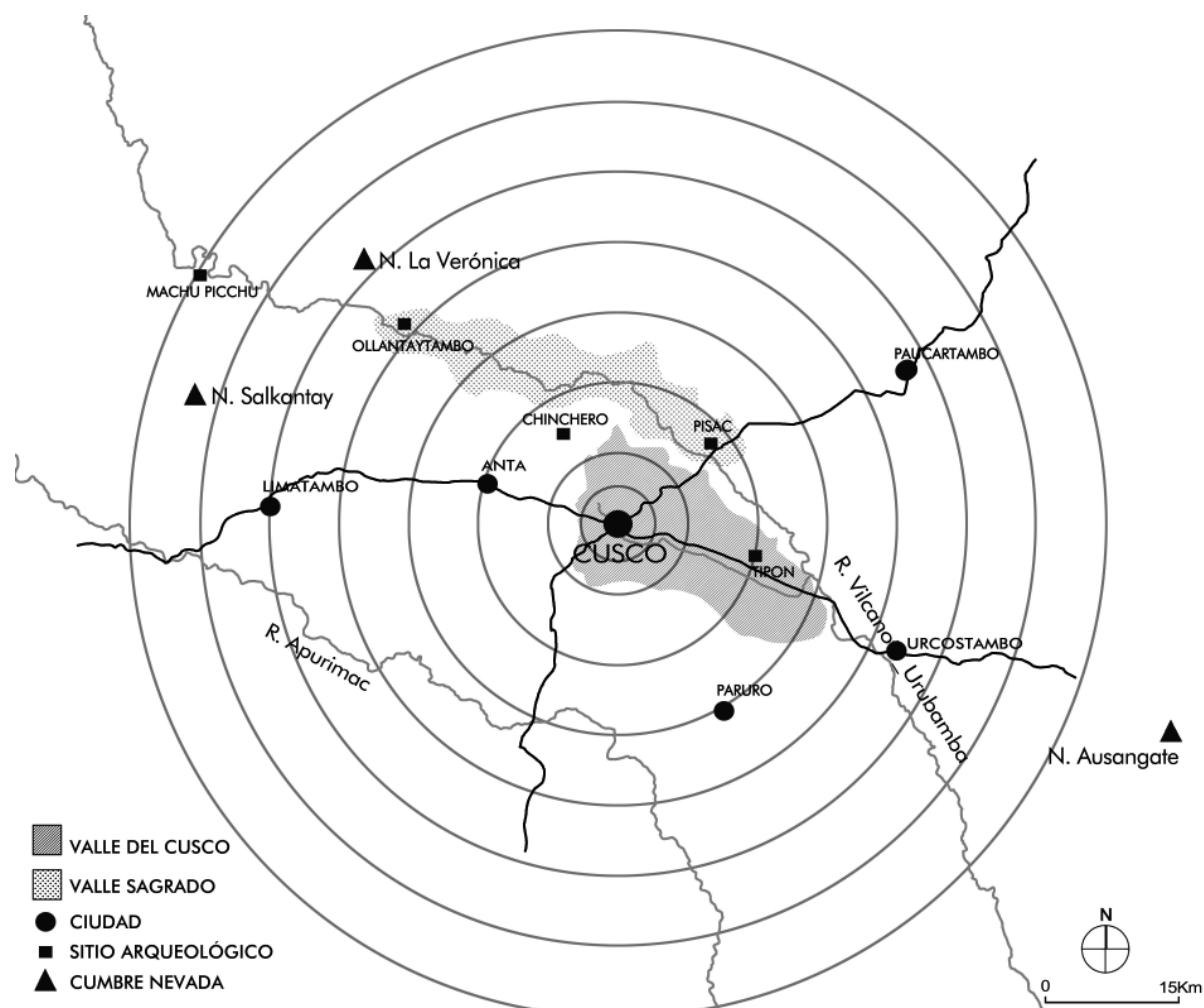 N. La Verónica
MACHU PICCHU
OLLANTAYTAMBO
PAUCARTAMBO
N. Salkantay
CHINCHERO
PISAC
ANTA
LIMATAMBO
CUSCO
TIPON
R. Vilcano
Urubamba
URCOSTAMBO
R. Apurimac
PARURO
N. Ausangate
VALLE DEL CUSCO
VALLE SAGRADO
CIUDAD
SITIO ARQUEOLÓGICO
CUMBRE NEVADA
N
0 15Km